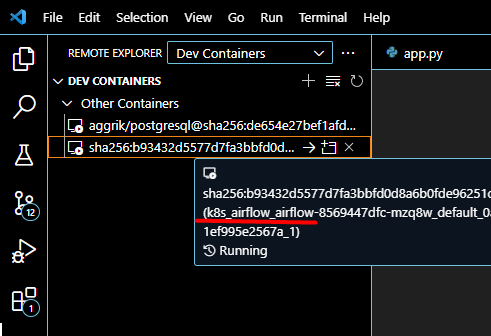 File Edit Selection View Go Run Terminal Help
REMOTE EXPLORER Dev Containers ...
app.py
DEV CONTAINERS
Other Containers
aggrik/postgresql@sha256:de654e27bef1afd...
sha256:b93432d5577d7fa3bbfd0d...
sha256:b93432d5577d7fa3bbfd0d8a6b0fde96251
(k8s_airflow_airflow-8569447dfc-mzq8w_default_0
1ef995e2567a_1)
Running
12
1